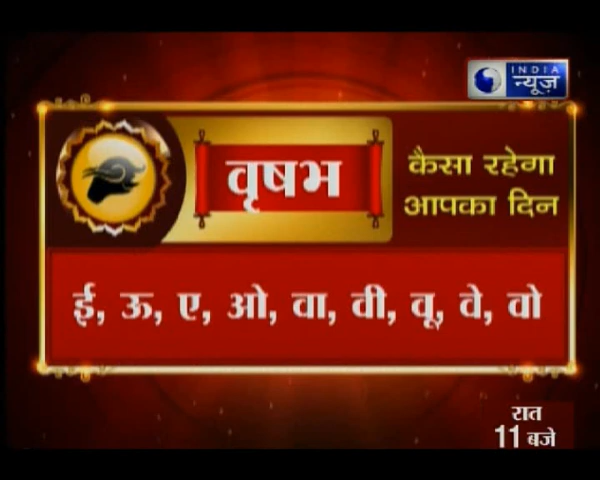 INDIA
न्यूज़
वृषभ
कैसा रहेगा
आपका दिन
ई, ऊ, ए, ओ, वा, वी, वू, वे, वो
रात
11 बजे